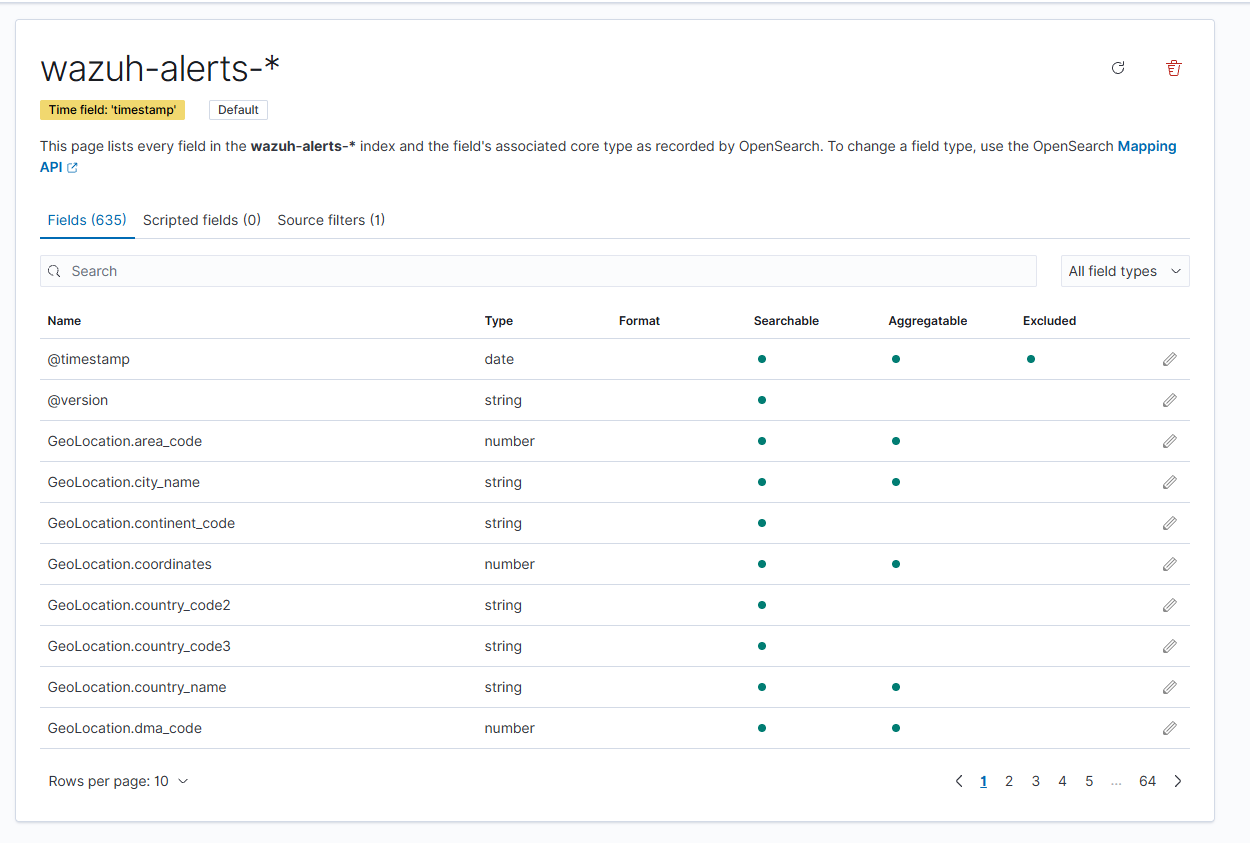 wazuh-alerts-*
Time field: 'timestamp' Default
This page lists every field in the wazuh-alerts-* index and the field's associated core type as recorded by OpenSearch. To change a field type, use the OpenSearch Mapping
API
Fields (635) Scripted fields (0) Source filters (1)
Search All field types
Name Type Format Searchable Aggregatable Excluded
@timestamp date
@version string
GeoLocation.area_code number
GeoLocation.city_name string
GeoLocation.continent_code string
GeoLocation.coordinates number
GeoLocation.country_code2 string
GeoLocation.country_code3 string
GeoLocation.country_name string
GeoLocation.dma_code number
Rows per page: 10 1 2 3 4 5 ... 64